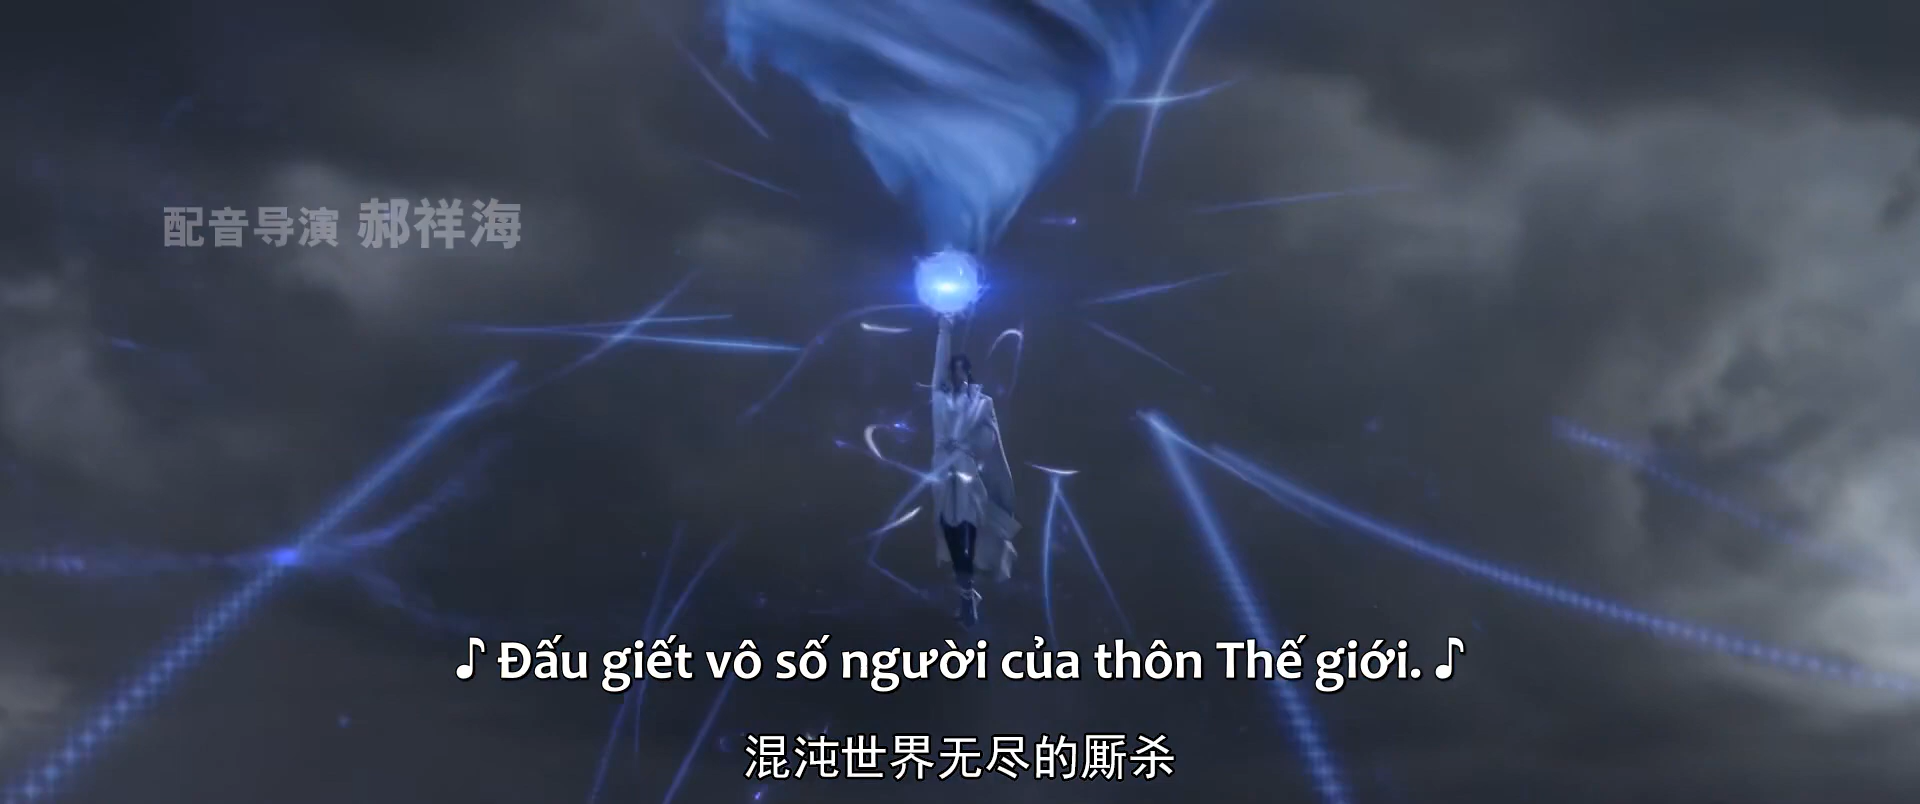 配音导演 郝祥海
♪ Đấu giết vô số người của thôn Thế giới. ♪
混沌世界无尽的厮杀